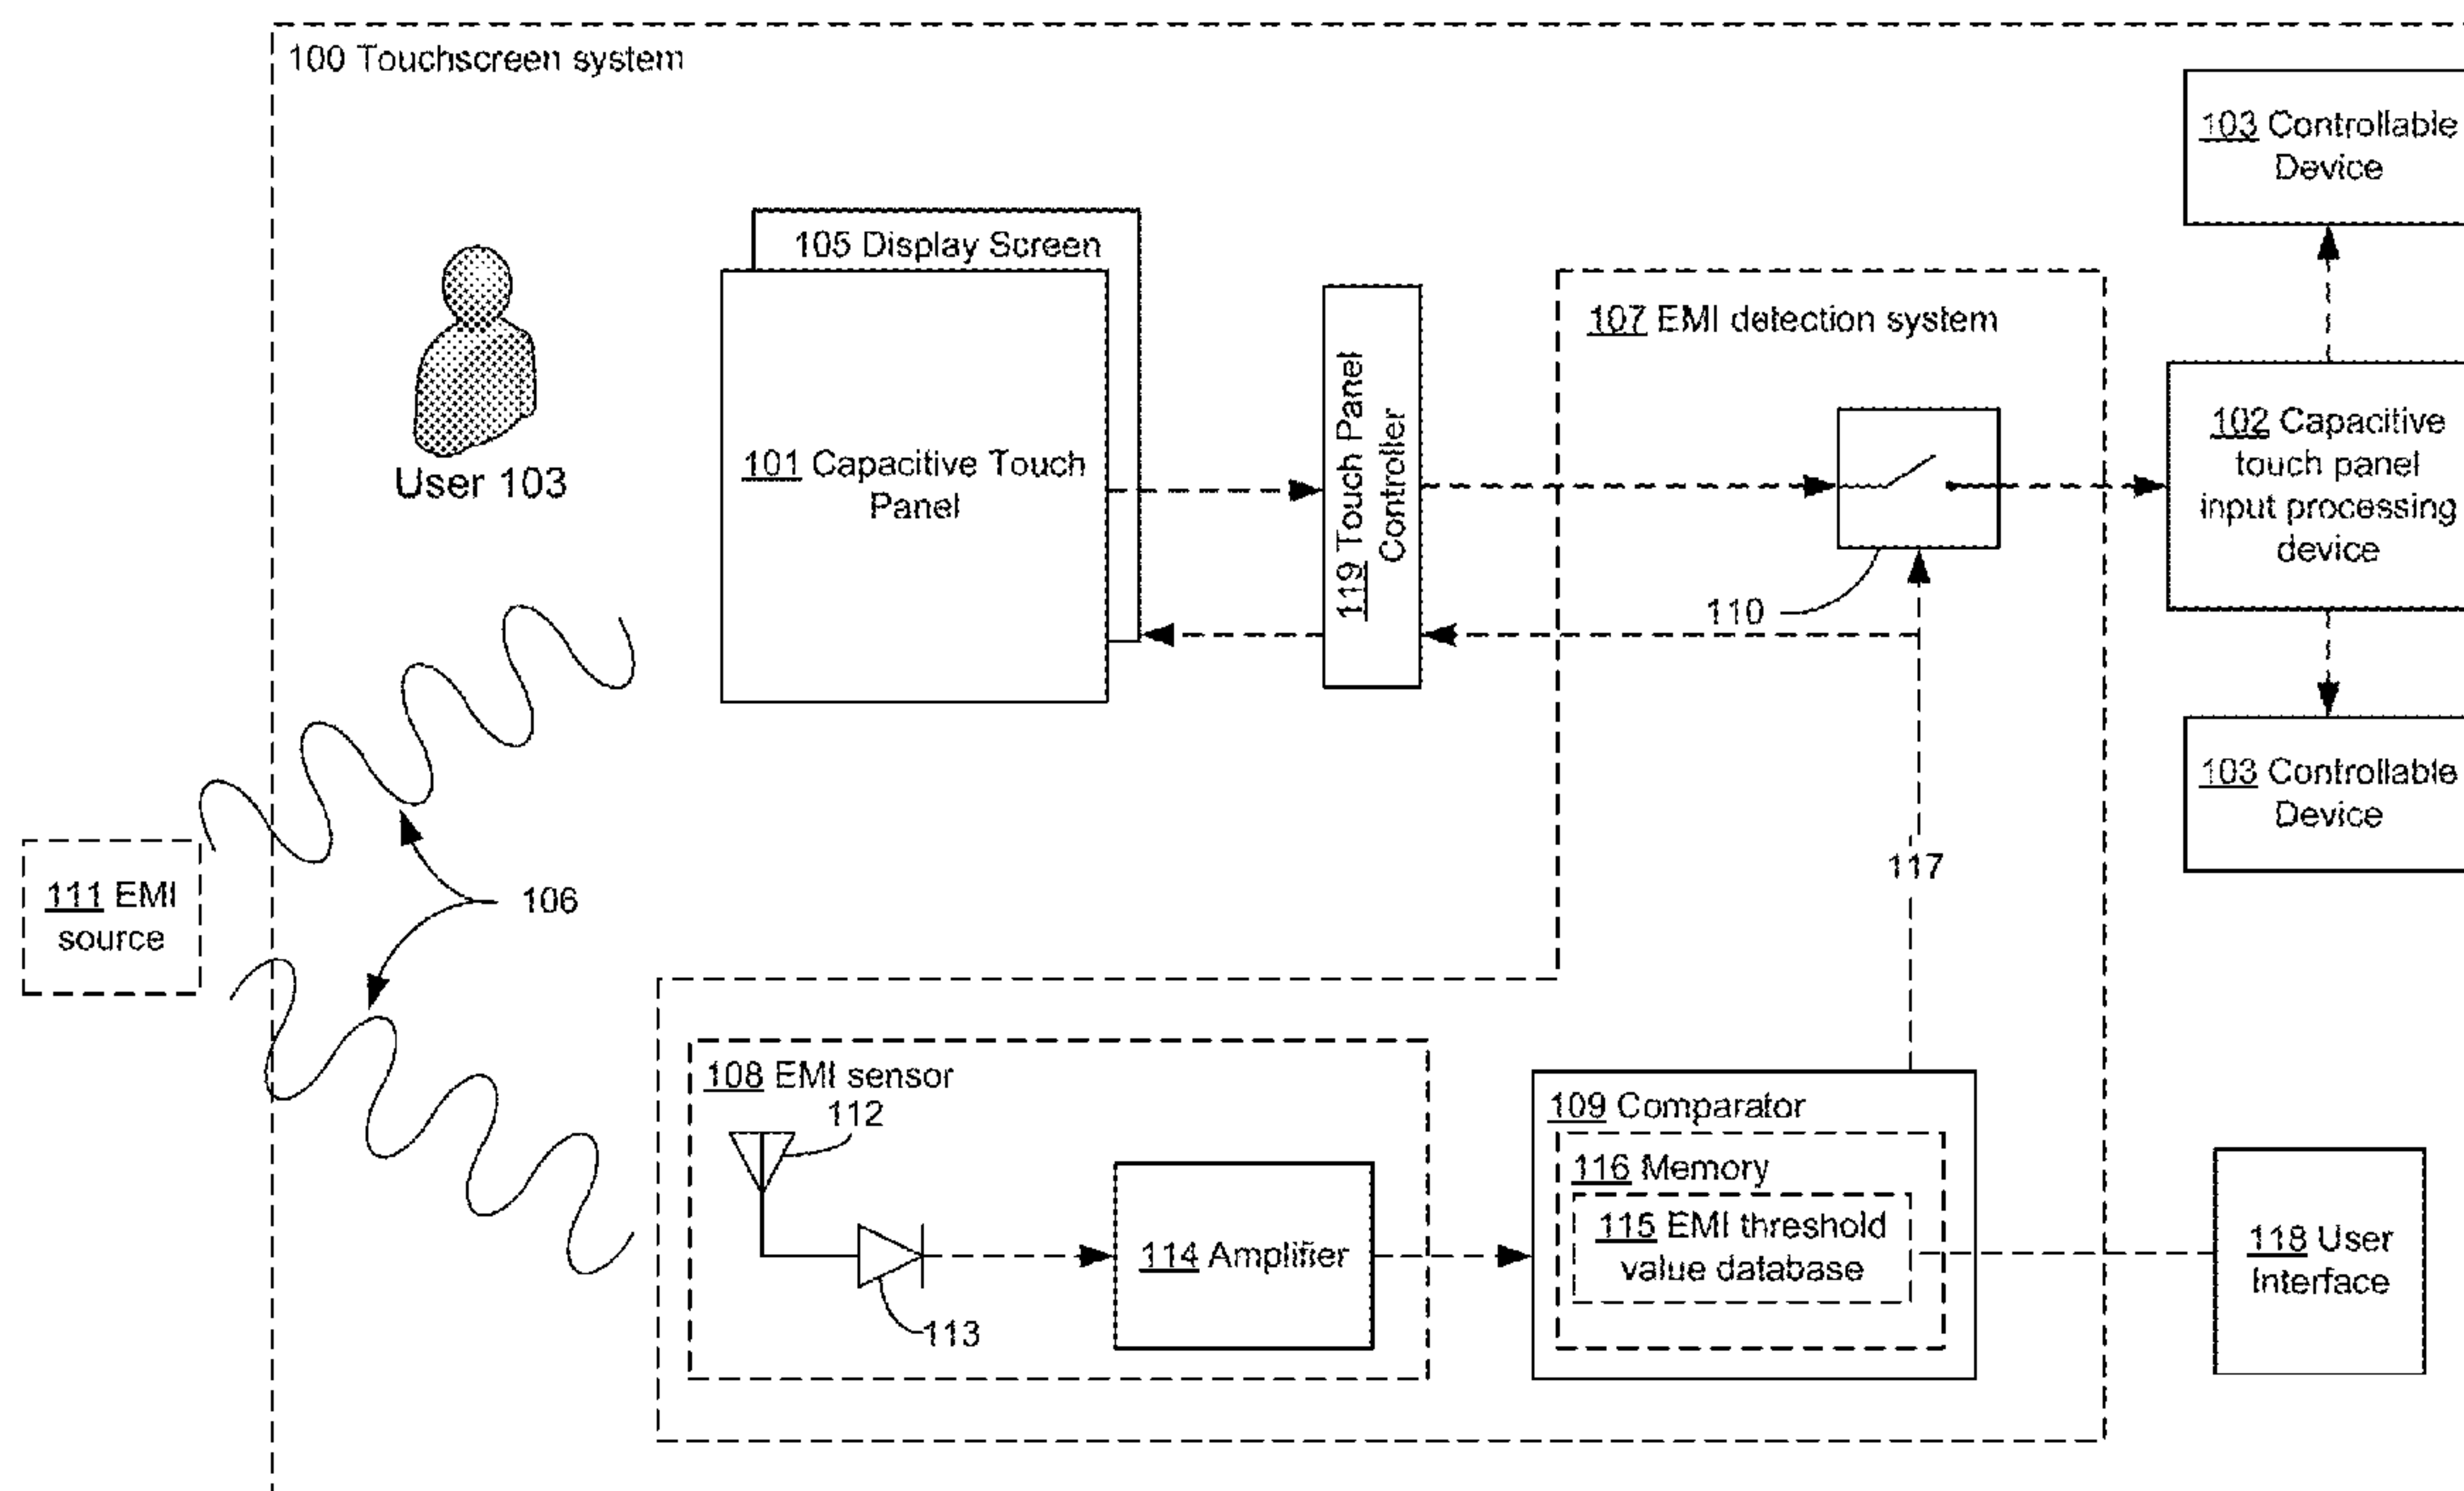 100 Touchscreen system
103 Controllable
Device
105 Display Screen
107 EMI detection system
101 Capacitive Touch
Panel
User 103
119 Touch Panel
Controller
102 Capacitive
touch panel
input processing
device
110
103 Controllable
Device
117
111 EMI
source
106
108 EMI sensor
112
109 Comparator
116 Memory
115 EMI threshold
value database
114 Amplifier
113
118 User
Interface